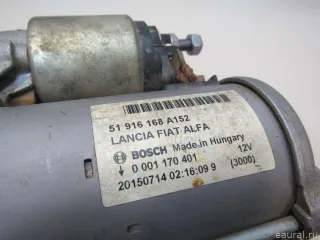 51 916 168 A152
LANCIA FIAT ALFA
BOSCH Made in Hungary
0 001 170 401 12V
20150714 02:16:09 9 (3000)
eaural.ru